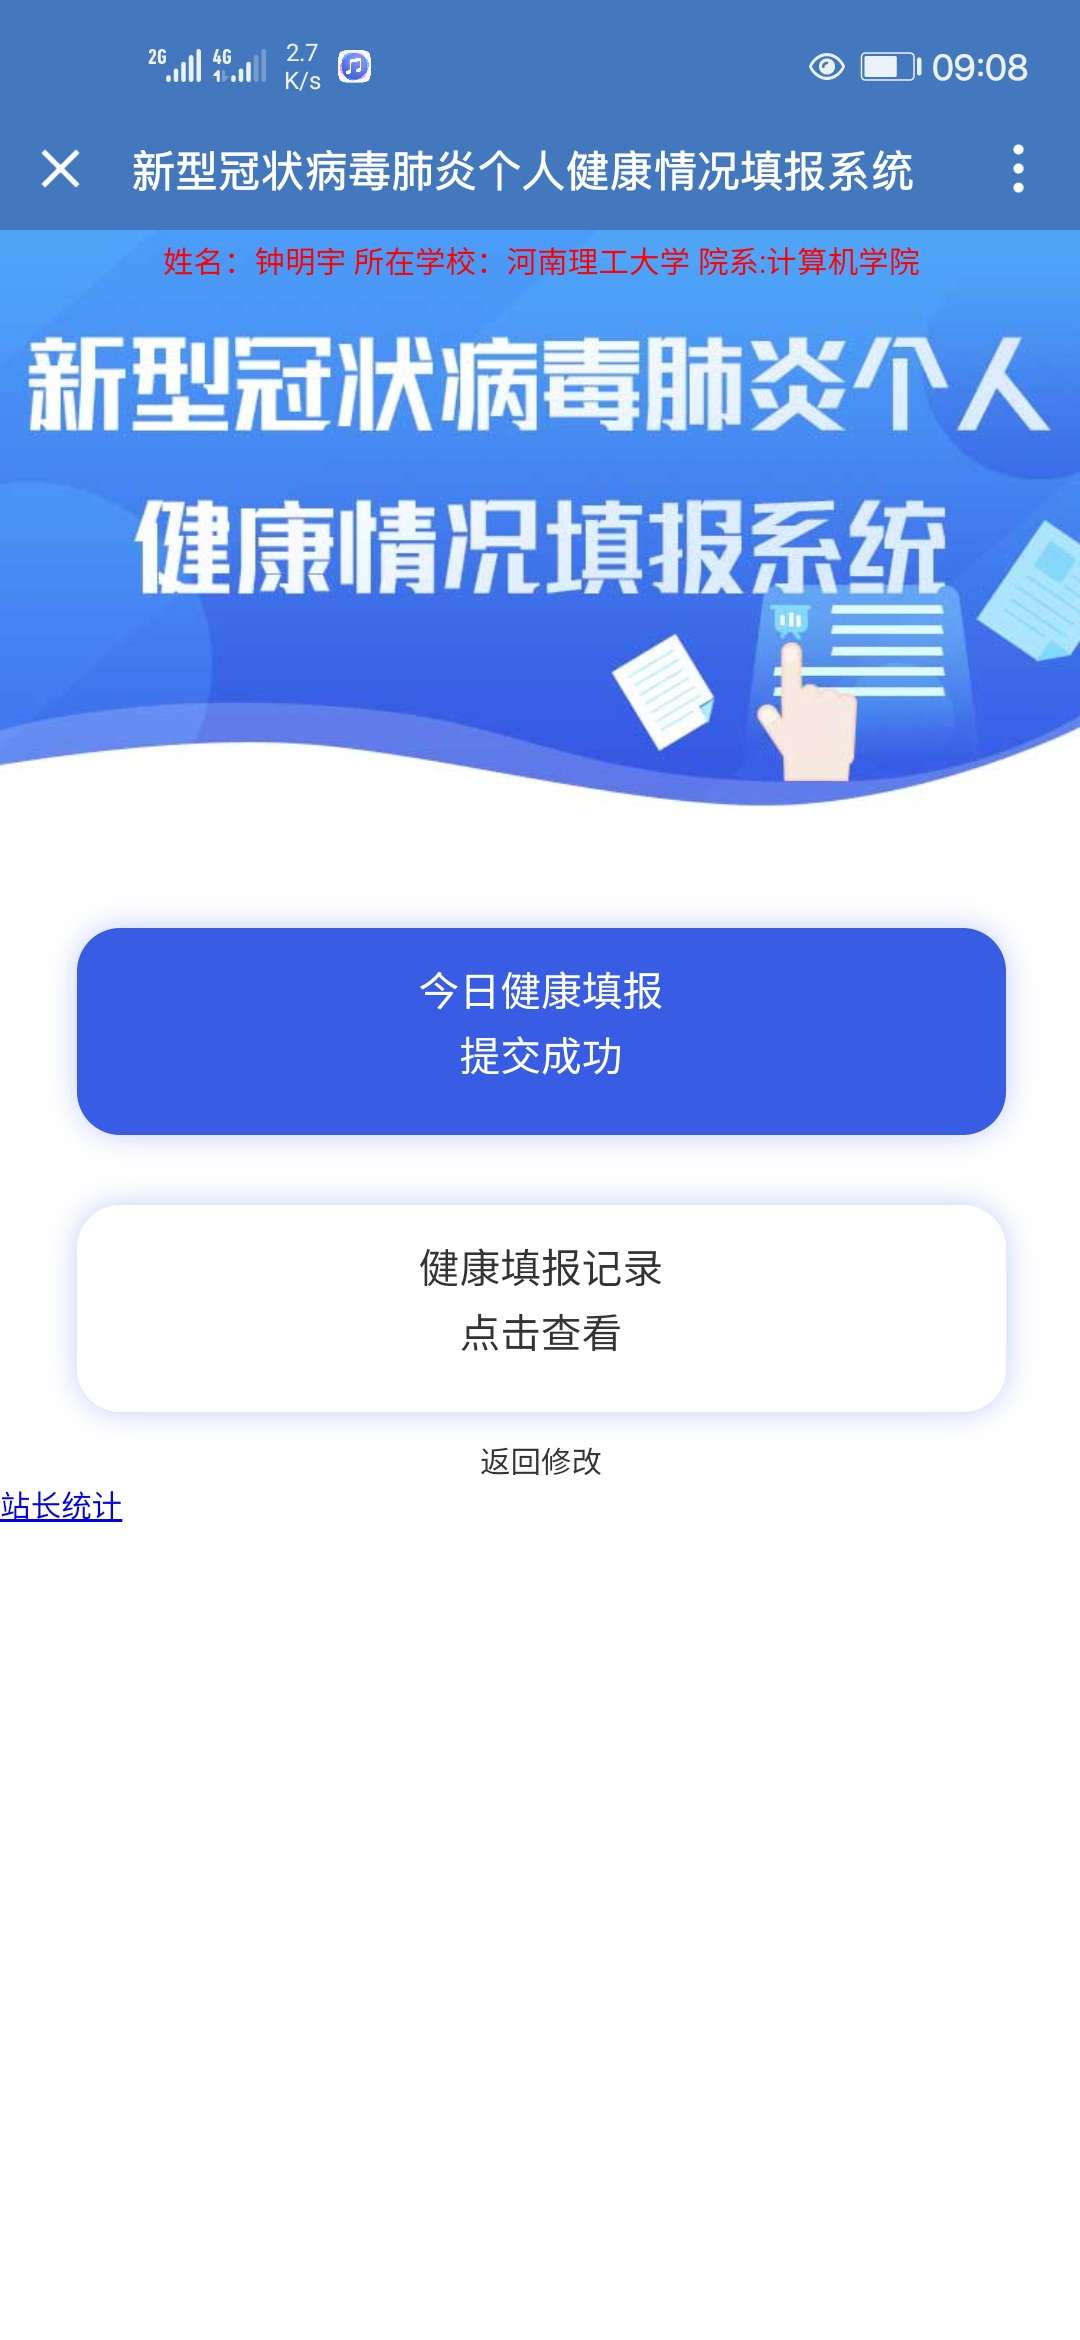 2G 4G 2.7 K/s 09:08
新型冠状病毒肺炎个人健康情况填报系统
姓名：钟明宇 所在学校：河南理工大学 院系:计算机学院
新型冠状病毒肺炎个人
健康情况填报系统
今日健康填报
提交成功
健康填报记录
点击查看
返回修改
站长统计